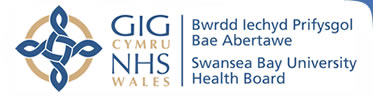 GIG
CYMRU
NHS
WALES
Bwrdd Iechyd Prifysgol
Bae Abertawe
Swansea Bay University
Health Board